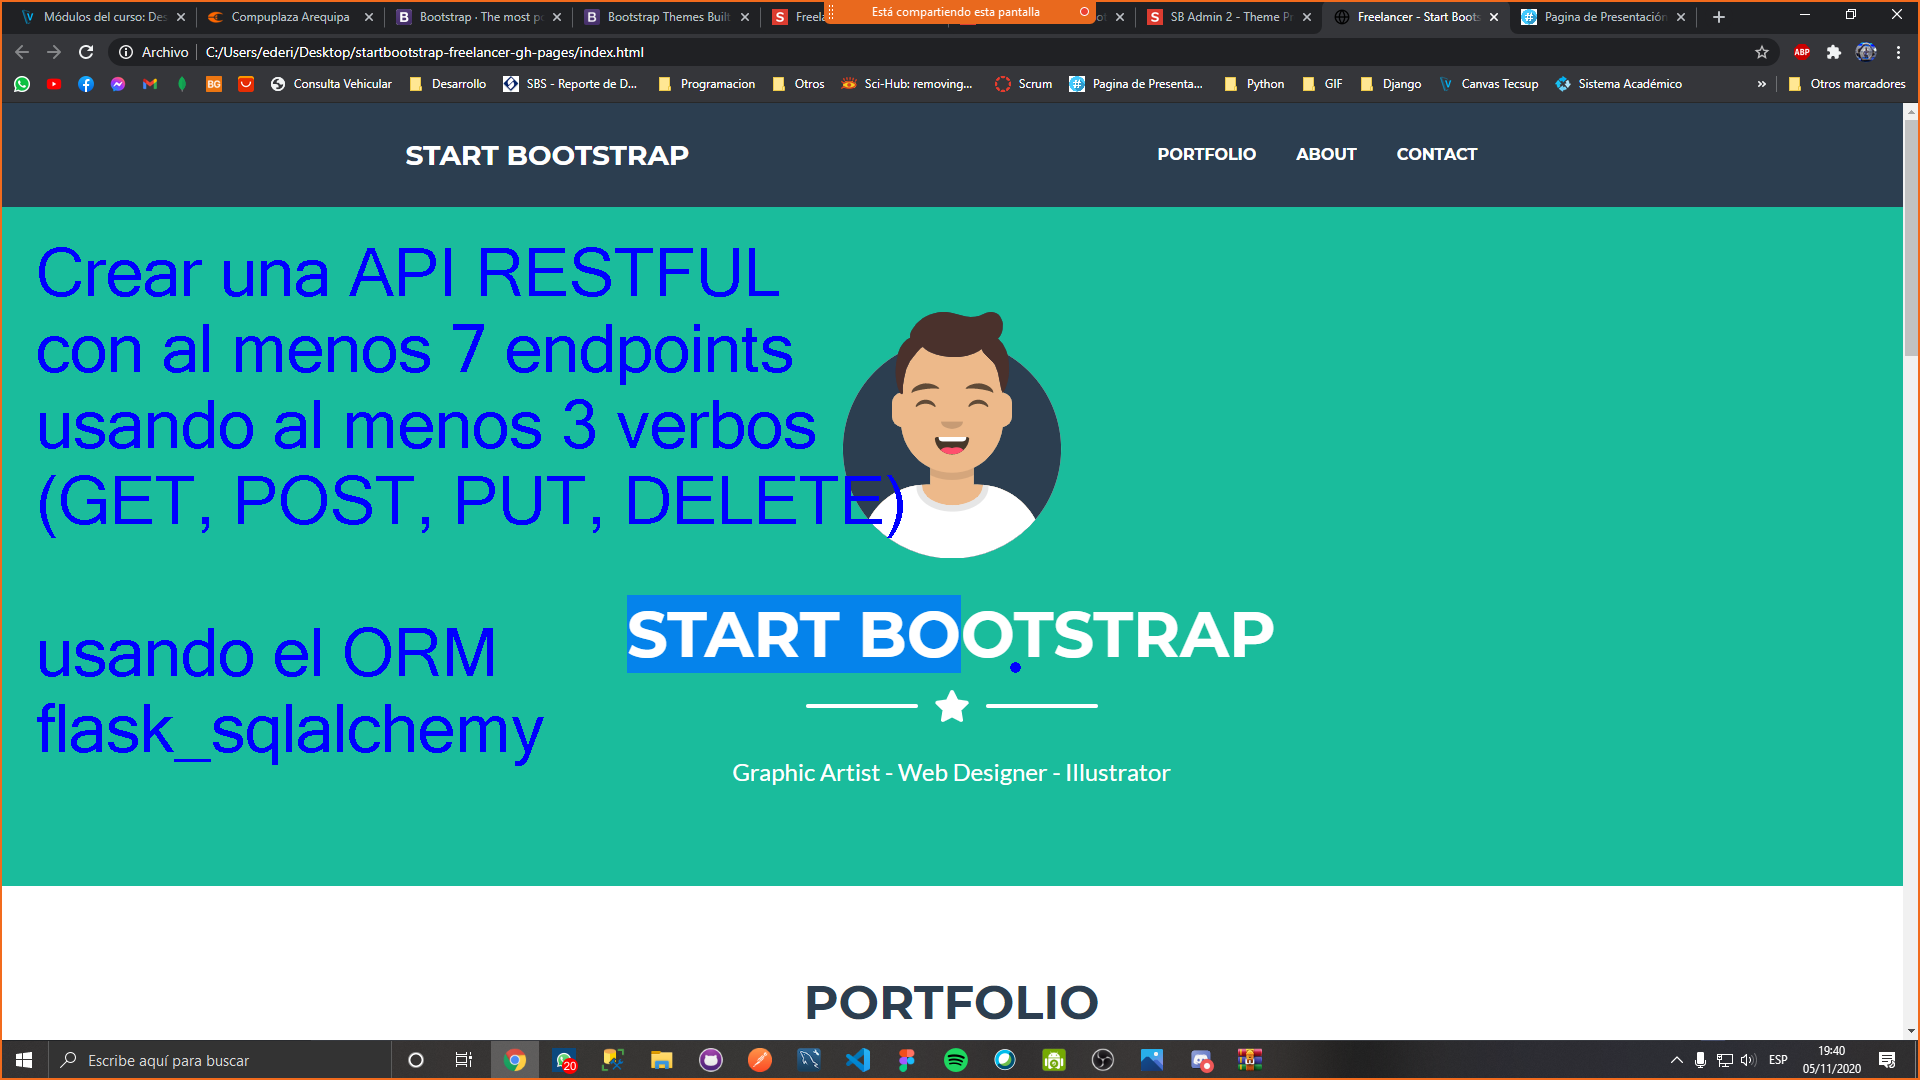 Módulos del curso: Des
Compuplaza Arequipa
Bootstrap · The most p
Bootstrap Themes Built
Freela
Está compartiendo esta pantalla
SB Admin 2 - Theme Pr
Freelancer - Start Boots
Pagina de Presentación
Archivo
C:/Users/ederi/Desktop/startbootstrap-freelancer-gh-pages/index.html
ABP
BG
Consulta Vehicular
Desarrollo
SBS - Reporte de D...
Programacion
Otros
Sci-Hub: removing...
Scrum
Pagina de Presenta...
Python
GIF
Django
Canvas Tecsup
Sistema Académico
»
Otros marcadores
START BOOTSTRAP
PORTFOLIO ABOUT CONTACT
Crear una API RESTFUL
con al menos 7 endpoints
usando al menos 3 verbos
(GET, POST, PUT, DELETE)
usando el ORM
flask_sqlalchemy
START BOOTSTRAP
Graphic Artist - Web Designer - Illustrator
PORTFOLIO
Escribe aquí para buscar
20
ESP
19:40
05/11/2020